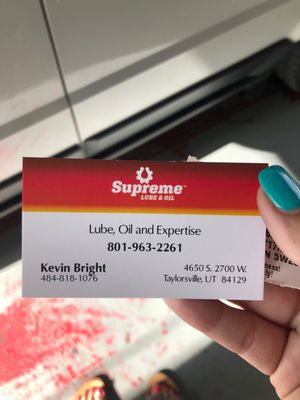 Supreme
LUBE & OIL
Lube, Oil and Expertise
801-963-2261
Kevin Bright
484-818-1076
4650 S. 2700 W.
Taylorsville, UT 84129